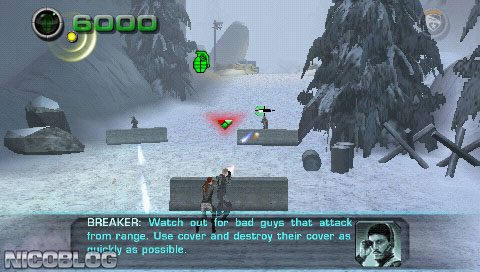 6000
BREAKER: Watch out for bad guys that attack
from range. Use cover and destroy their cover as
quickly as possible.
NICOBLOG